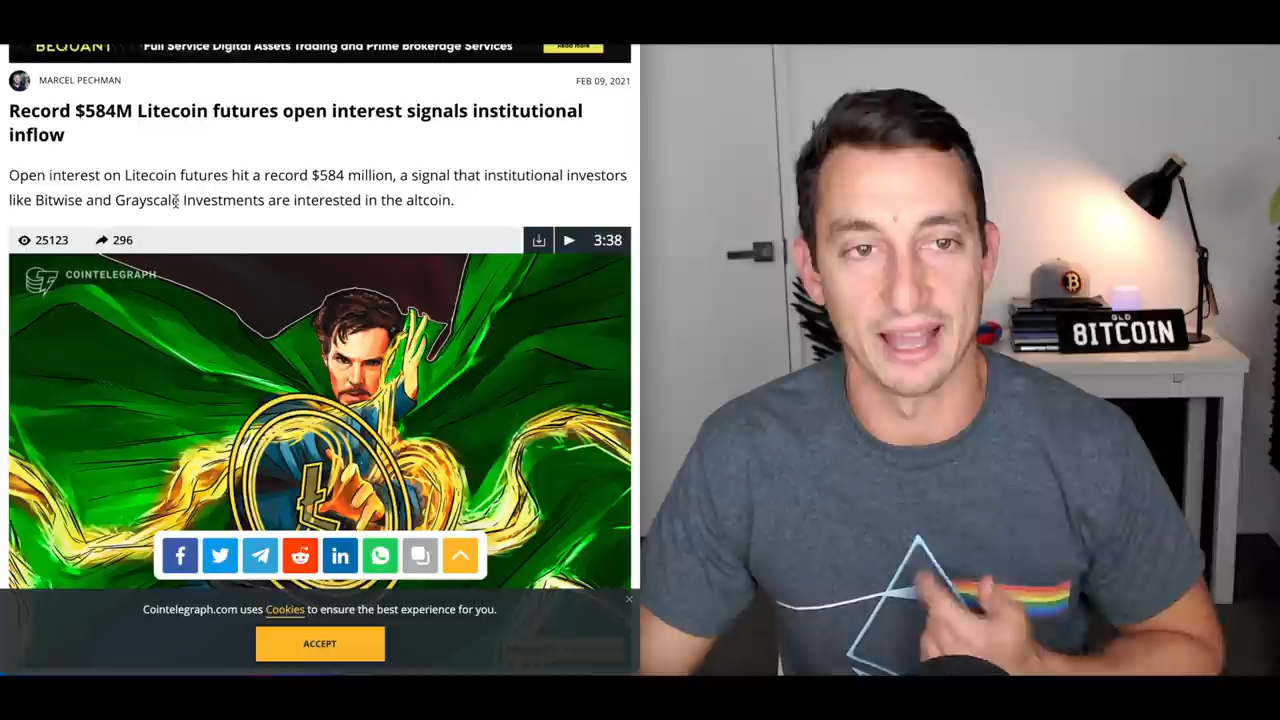 BEQUANT
Full Service Digital Assets Trading and Prime Brokerage Services
Read more
MARCEL PECHMAN
FEB 09, 2021
Record $584M Litecoin futures open interest signals institutional
inflow
Open interest on Litecoin futures hit a record $584 million, a signal that institutional investors
like Bitwise and Grayscale Investments are interested in the altcoin.
25123
296
3:38
COINTELEGRAPH
Cointelegraph.com uses Cookies to ensure the best experience for you.
ACCEPT
QLD
BITCOIN